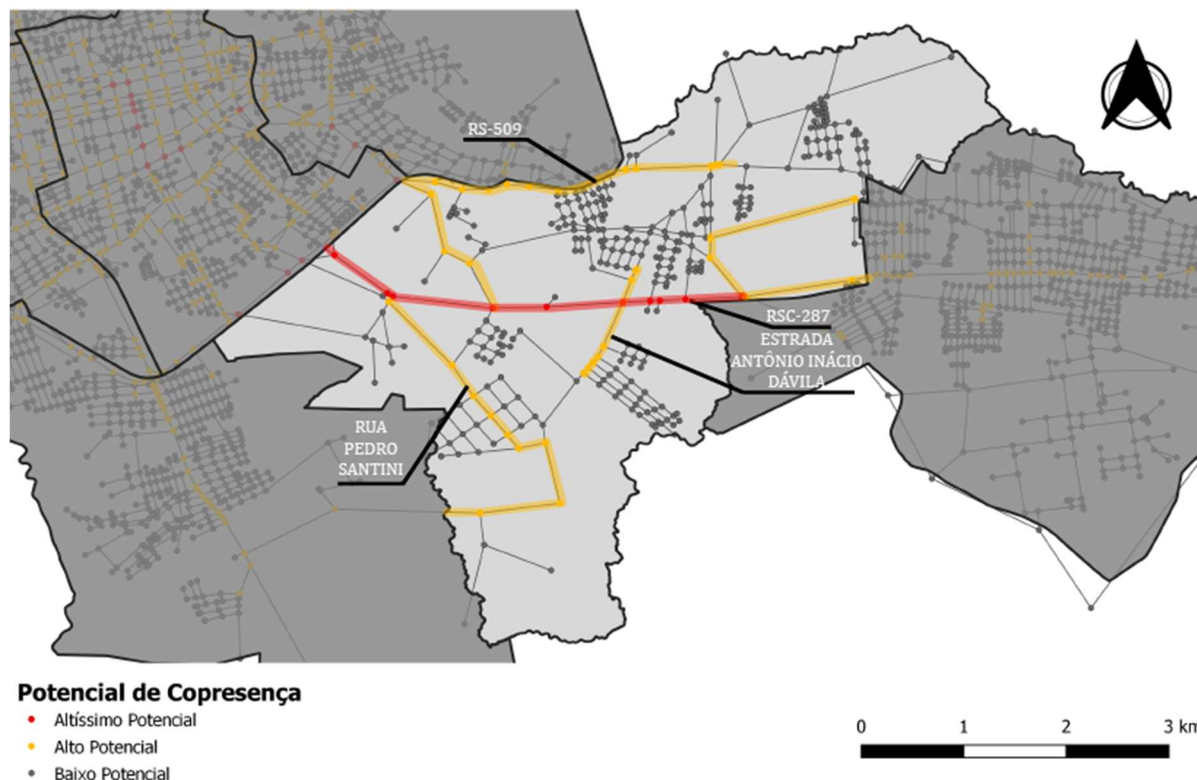 RS-509
RSC-287
ESTRADA
ANTÔNIO INÁCIO
DÁVILA
RUA
PEDRO
SANTINI
Potencial de Copresença
Altíssimo Potencial
Alto Potencial
Baixo Potencial
0 1 2 3 km